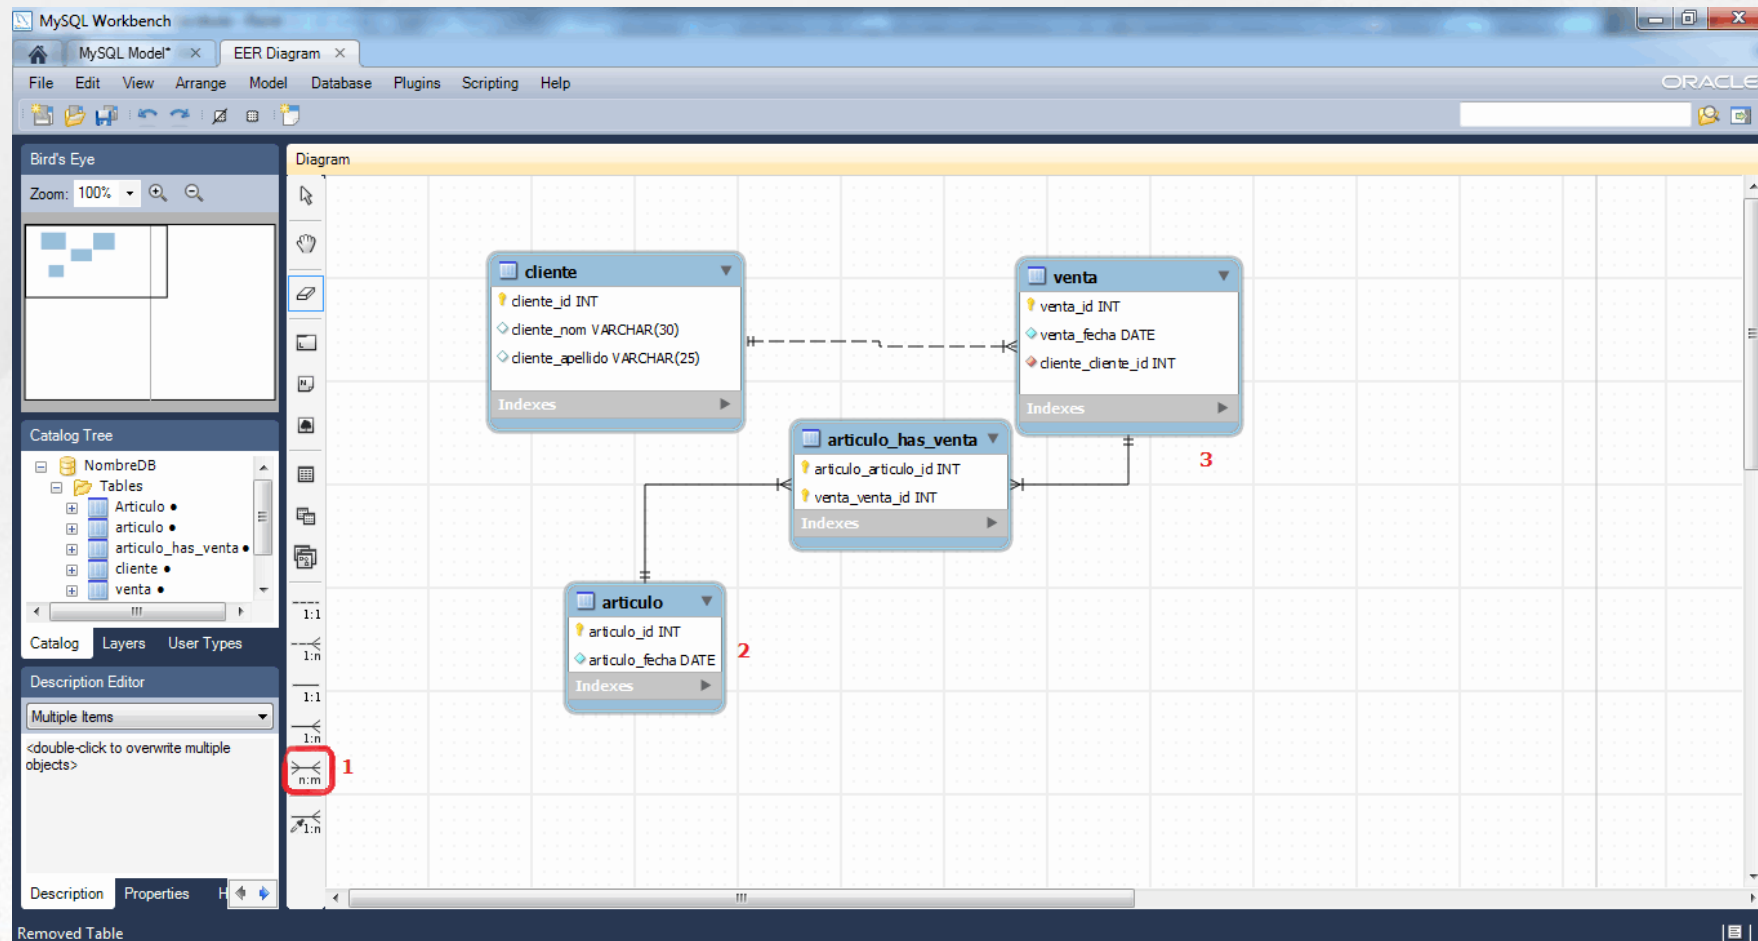 MySQL Workbench
MySQL Model* × EER Diagram ×
File Edit View Arrange Model Database Plugins Scripting Help
ORACLE
Bird's Eye
Zoom: 100%
Catalog Tree
NombreDB
Tables
Articulo
articulo
articulo_has_venta
cliente
venta
Catalog Layers User Types
Description Editor
Multiple Items
<double-click to overwrite multiple
objects>
Description Properties H
Removed Table
Diagram
1:1
1:n
1:1
1:n
n:m
1
1:n
cliente
cliente_id INT
cliente_nom VARCHAR(30)
cliente_apellido VARCHAR(25)
Indexes
venta
venta_id INT
venta_fecha DATE
cliente_cliente_id INT
Indexes
3
articulo_has_venta
articulo_articulo_id INT
venta_venta_id INT
Indexes
articulo
articulo_id INT
articulo_fecha DATE
Indexes
2